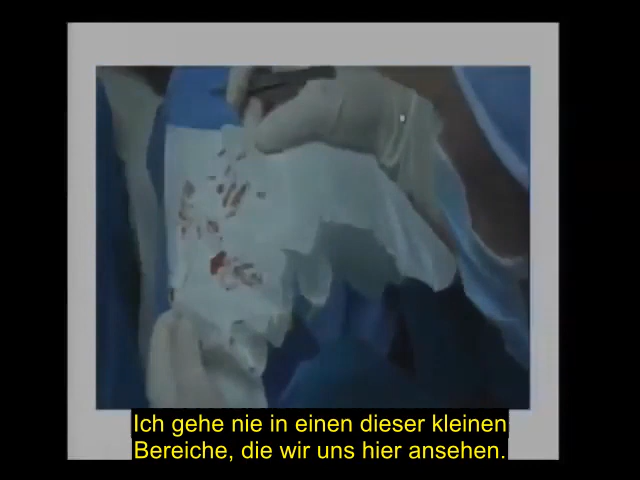 Ich gehe nie in einen dieser kleinen
Bereiche, die wir uns hier ansehen.